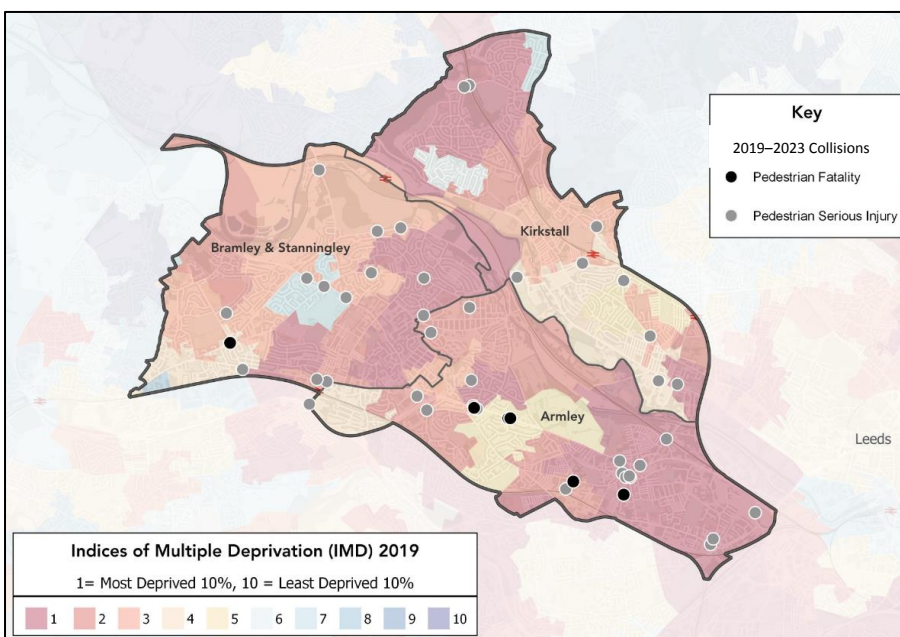 Key
2019–2023 Collisions
Pedestrian Fatality
Pedestrian Serious Injury
Kirkstall
Bramley & Stanningley
Armley
Leeds
Indices of Multiple Deprivation (IMD) 2019
1= Most Deprived 10%, 10 = Least Deprived 10%
1 2 3 4 5 6 7 8 9 10